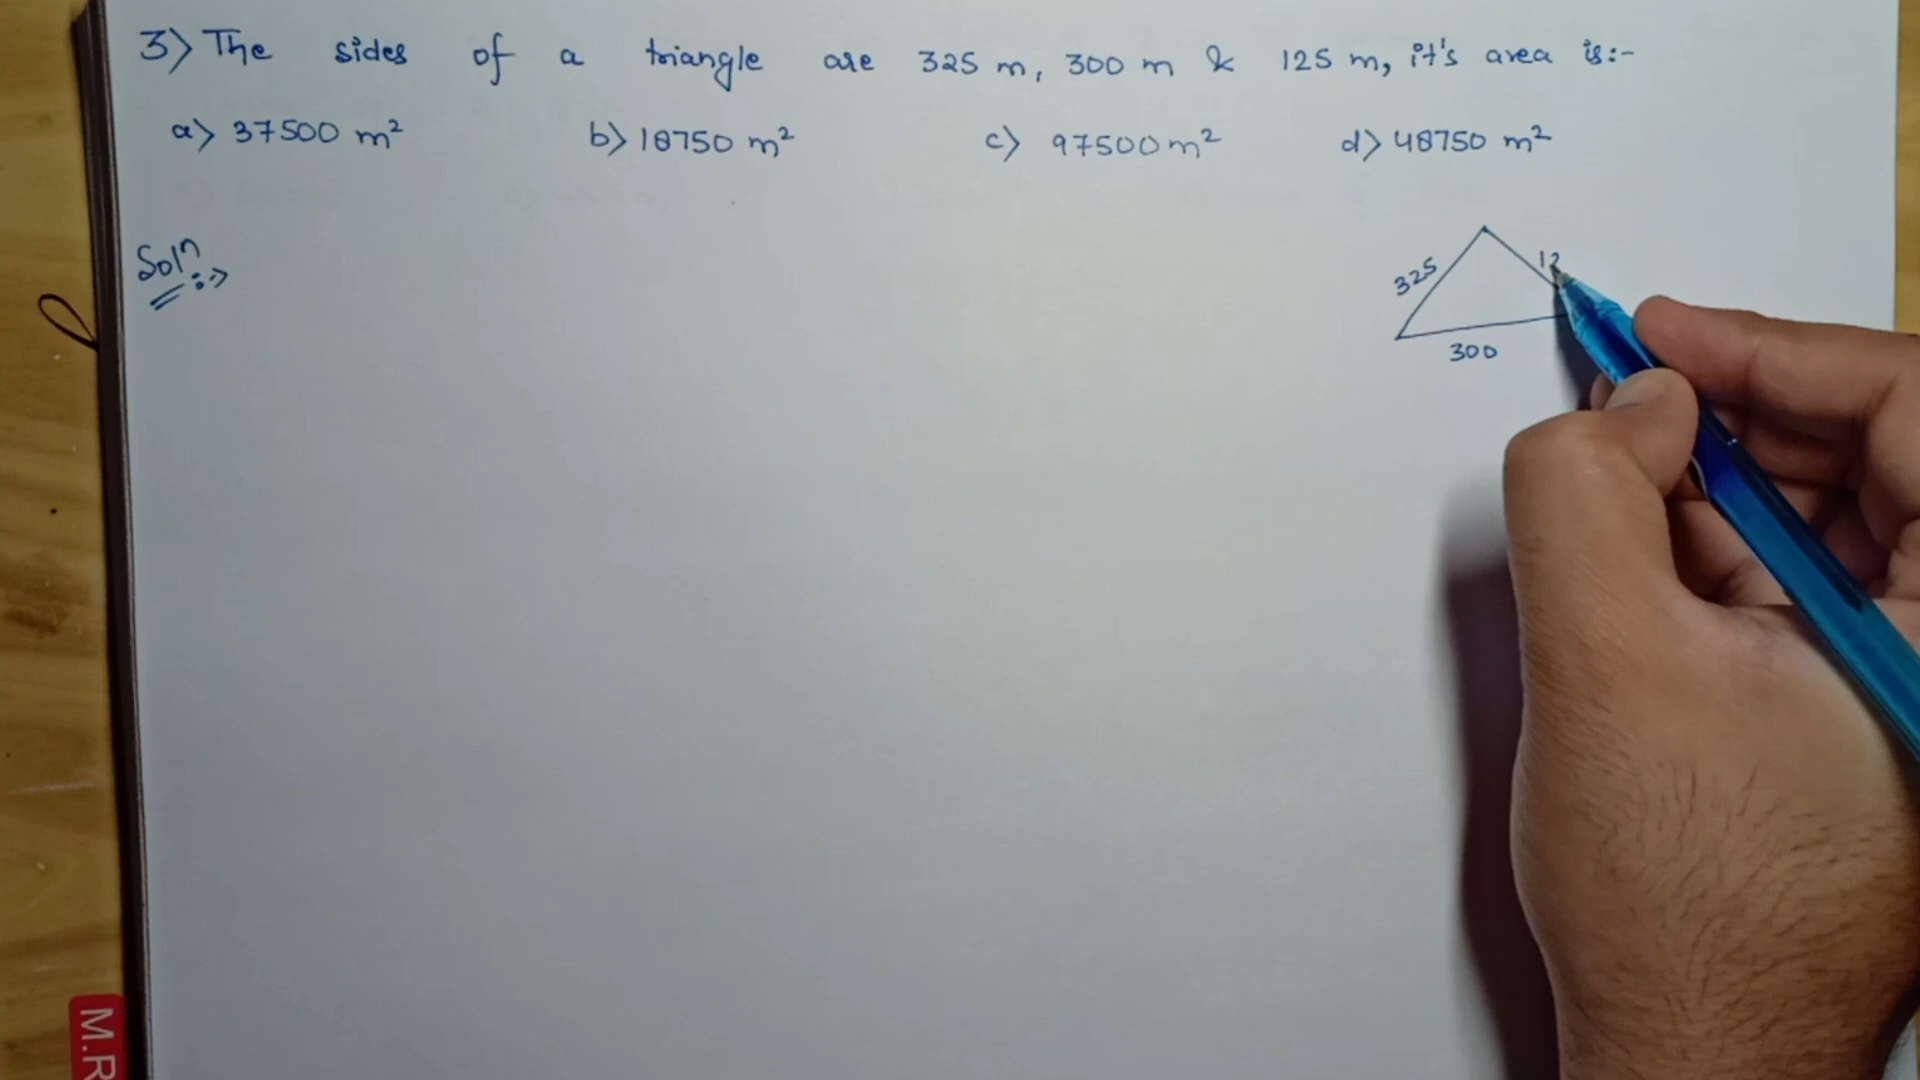 3) The sides of a triangle are 325 m, 300 m & 125 m, it's area is:-
a) 37500 m² b) 18750 m² c) 97500 m² d) 48750 m²
Solⁿ :->
325
12
300
M.R